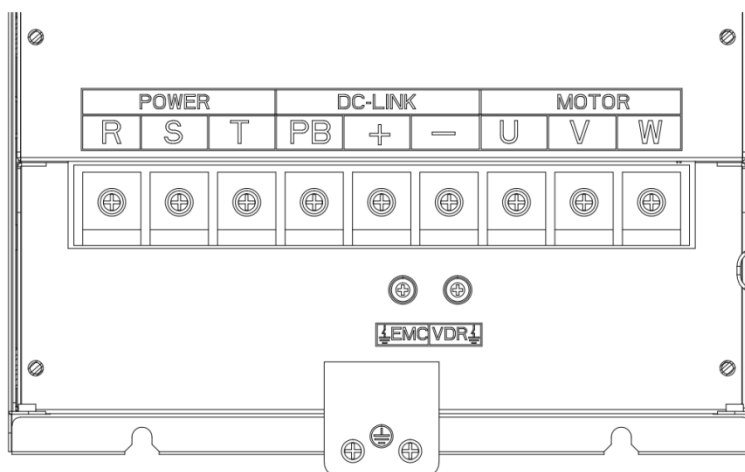 POWER DC-LINK MOTOR
R S T PB + − U V W
EMC VDR